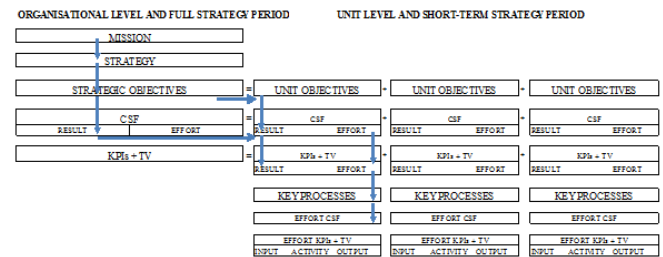 ORGANISATIONAL LEVEL AND FULL STRATEGY PERIOD UNIT LEVEL AND SHORT-TERM STRATEGY PERIOD
MISSION
STRATEGY
STRATEGIC OBJECTIVES = UNIT OBJECTIVES + UNIT OBJECTIVES + UNIT OBJECTIVES
CSF = CSF + CSF + CSF
RESULT EFFORT RESULT EFFORT RESULT EFFORT RESULT EFFORT
KPIs + TV = KPIs + TV + KPIs + TV + KPIs + TV
RESULT EFFORT RESULT EFFORT RESULT EFFORT
KEY PROCESSES KEY PROCESSES KEY PROCESSES
EFFORT CSF EFFORT CSF EFFORT CSF
EFFORT KPIs + TV EFFORT KPIs + TV EFFORT KPIs + TV
INPUT ACTIVITY OUTPUT INPUT ACTIVITY OUTPUT INPUT ACTIVITY OUTPUT